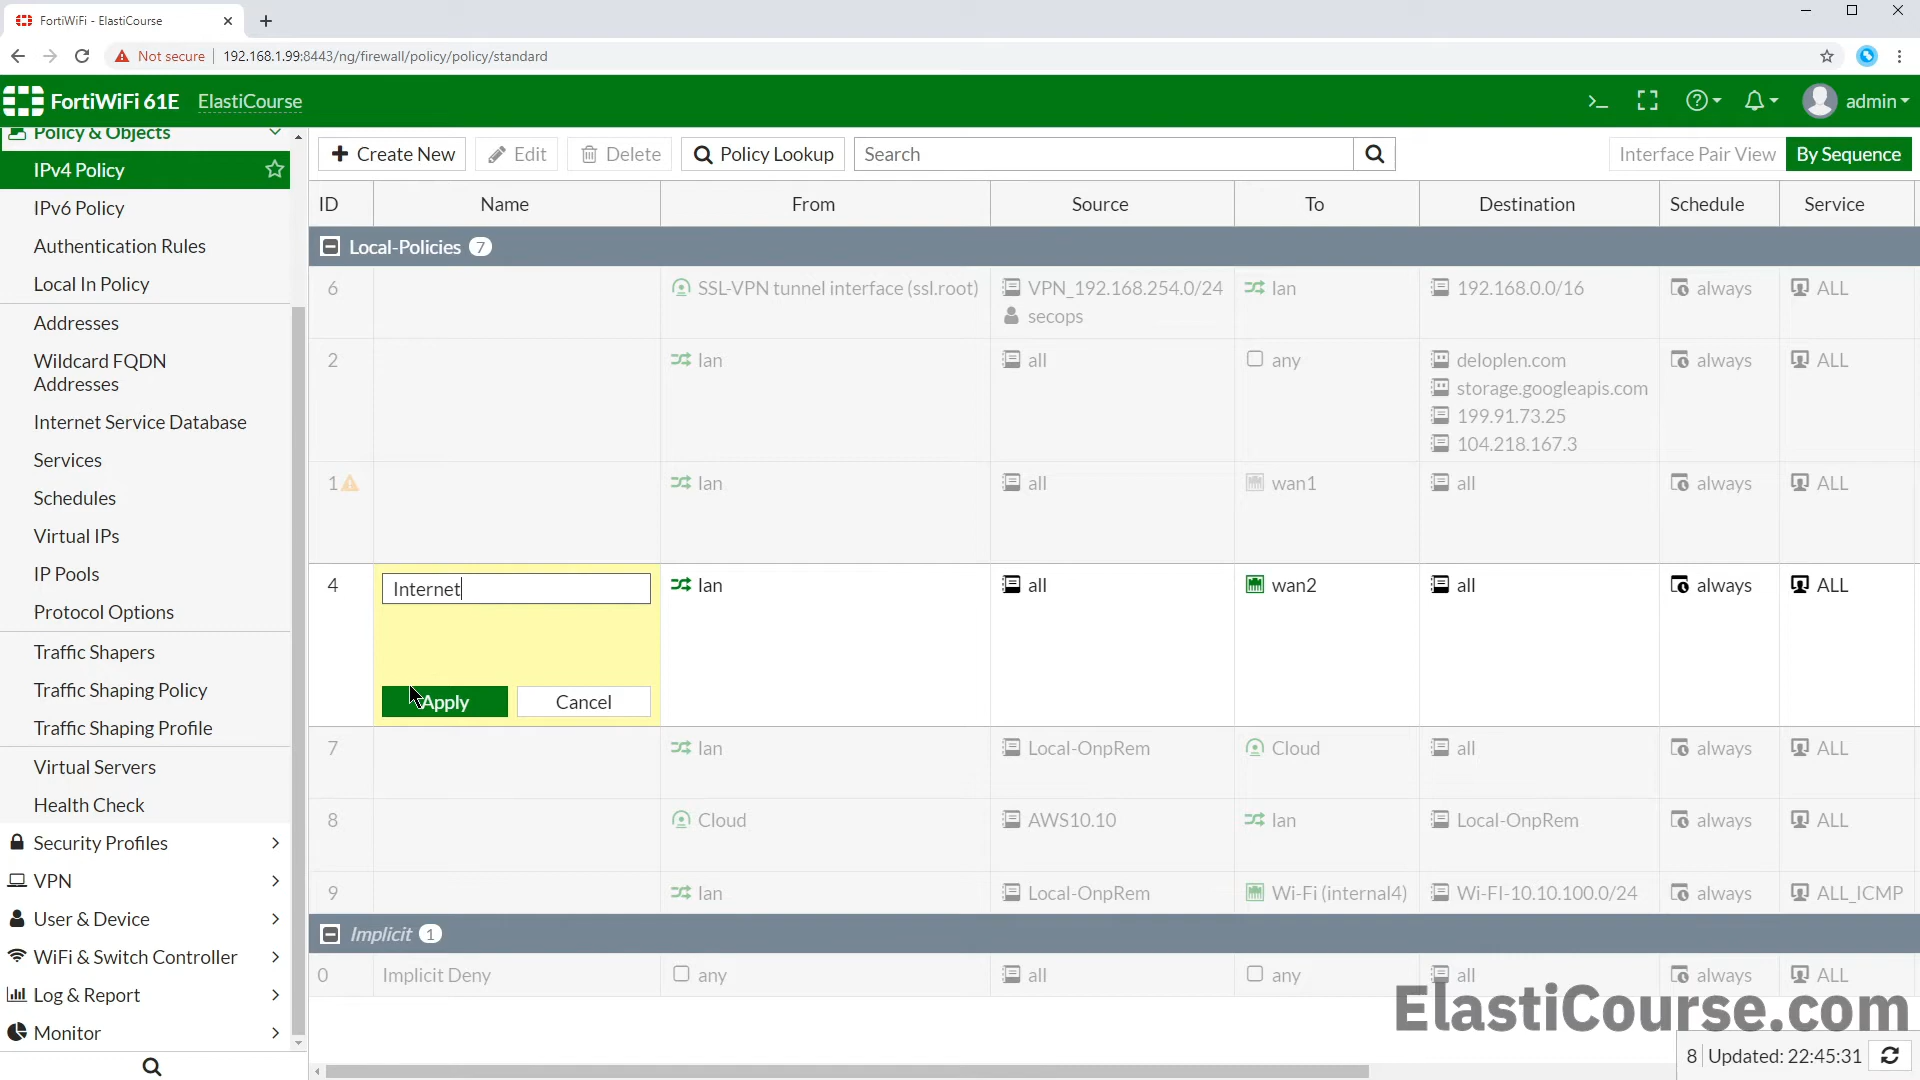 FortiWiFi - ElastiCourse
Not secure 192.168.1.99:8443/ng/firewall/policy/policy/standard
FortiWiFi 61E ElastiCourse admin
Policy & Objects
IPv4 Policy
IPv6 Policy
Authentication Rules
Local In Policy
Addresses
Wildcard FQDN
Addresses
Internet Service Database
Services
Schedules
Virtual IPs
IP Pools
Protocol Options
Traffic Shapers
Traffic Shaping Policy
Traffic Shaping Profile
Virtual Servers
Health Check
Security Profiles
VPN
User & Device
WiFi & Switch Controller
Log & Report
Monitor
Create New Edit Delete Policy Lookup Search Interface Pair View By Sequence
ID Name From Source To Destination Schedule Service
Local-Policies 7
6 SSL-VPN tunnel interface (ssl.root) VPN_192.168.254.0/24 lan 192.168.0.0/16 always ALL
secops
2 lan all any deloplen.com always ALL
storage.googleapis.com
199.91.73.25
104.218.167.3
1 lan all wan1 all always ALL
4 Internet lan all wan2 all always ALL
Apply Cancel
7 lan Local-OnpRem Cloud all always ALL
8 Cloud AWS10.10 lan Local-OnpRem always ALL
9 lan Local-OnpRem Wi-Fi (internal4) Wi-FI-10.10.100.0/24 always ALL_ICMP
Implicit 1
0 Implicit Deny any all any all always ALL
ElastiCourse.com
8 Updated: 22:45:31